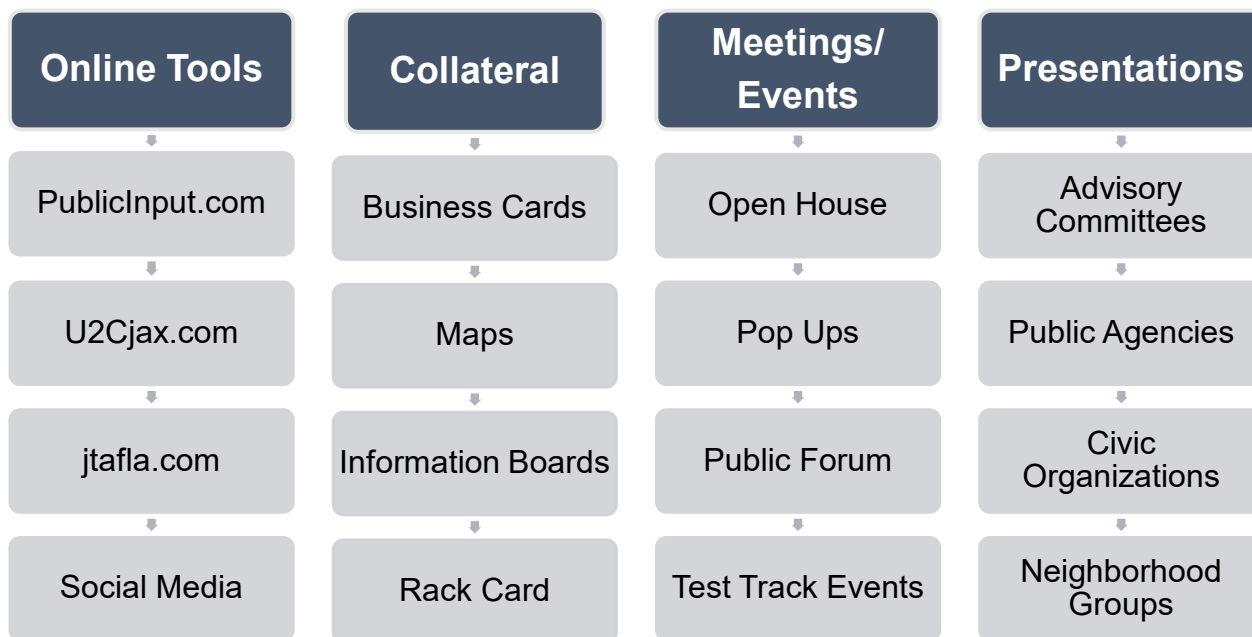 Online Tools
PublicInput.com
U2Cjax.com
jtafla.com
Social Media
Collateral
Business Cards
Maps
Information Boards
Rack Card
Meetings/
Events
Open House
Pop Ups
Public Forum
Test Track Events
Presentations
Advisory
Committees
Public Agencies
Civic
Organizations
Neighborhood
Groups